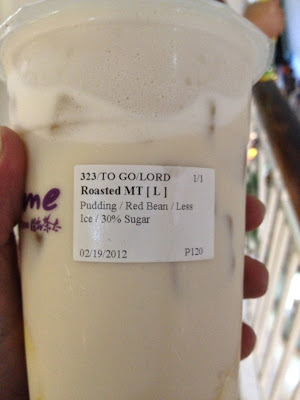 323/TO GO/LORD 1/1
Roasted MT [ L ]
Pudding / Red Bean / Less
Ice / 30% Sugar
02/19/2012 P120
me